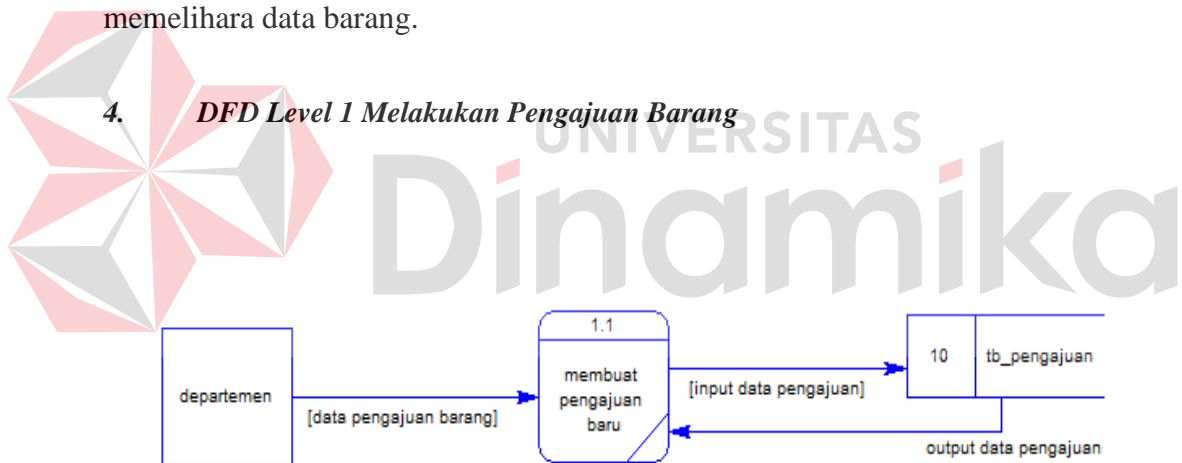 memelihara data barang.
4. DFD Level 1 Melakukan Pengajuan Barang
UNIVERSITAS
Dinamika
departemen
[data pengajuan barang]
1.1
membuat
pengajuan
baru
[input data pengajuan]
10 tb_pengajuan
output data pengajuan